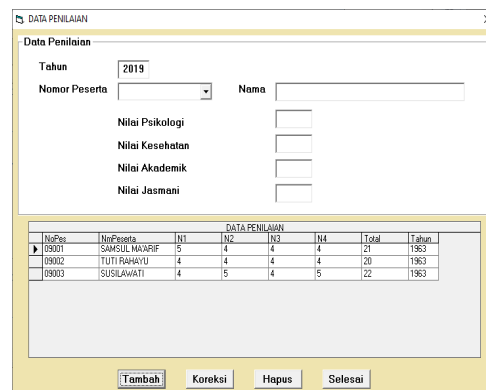 DATA PENILAIAN
Data Penilaian
Tahun 2019
Nomor Peserta Nama
Nilai Psikologi
Nilai Kesehatan
Nilai Akademik
Nilai Jasmani
DATA PENILAIAN
NoPes NmPeserta N1 N2 N3 N4 Total Tahun
09001 SAMSUL MA'ARIF 5 4 4 4 21 1963
09002 TUTI RAHAYU 4 4 4 4 20 1963
09003 SUSILAWATI 4 5 4 5 22 1963
Tambah Koreksi Hapus Selesai